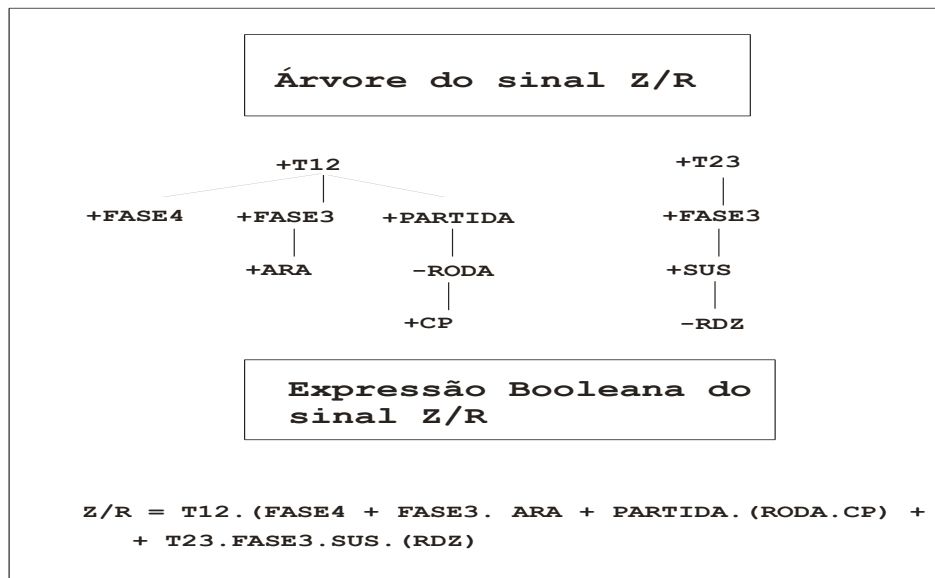 Árvore do sinal Z/R
+T12 +T23
+FASE4 +FASE3 +PARTIDA +FASE3
+ARA -RODA +SUS
+CP -RDZ
Expressão Booleana do
sinal Z/R
Z/R = T12.(FASE4 + FASE3. ARA + PARTIDA.(RODA.CP) +
+ T23.FASE3.SUS.(RDZ)